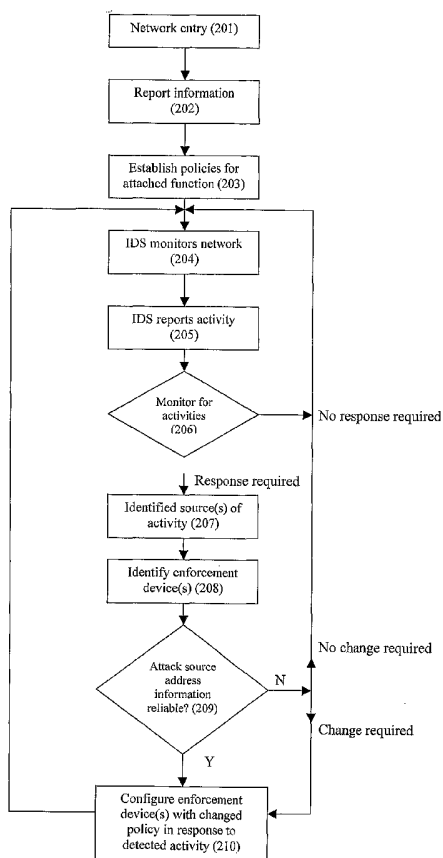 Network entry (201)
Report information
(202)
Establish policies for
attached function (203)
IDS monitors network
(204)
IDS reports activity
(205)
Monitor for
activities
(206)
No response required
Response required
Identified source(s) of
activity (207)
Identify enforcement
device(s) (208)
Attack source
address
information
reliable? (209)
N
No change required
Change required
Y
Configure enforcement
device(s) with changed
policy in response to
detected activity (210)